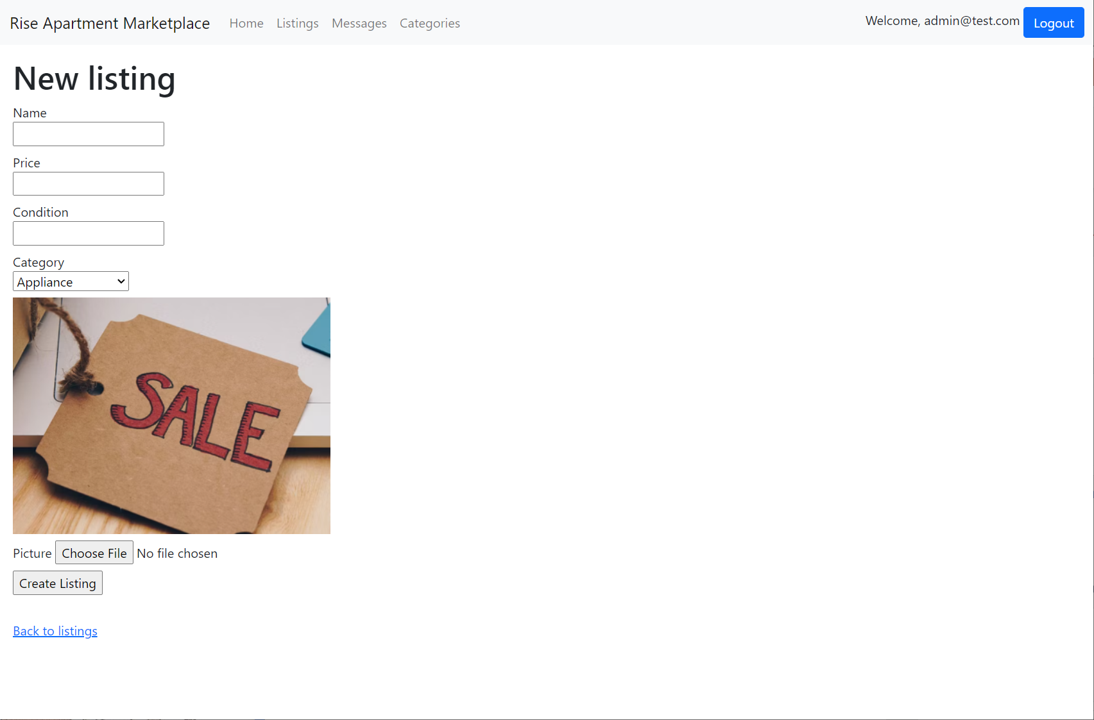 Rise Apartment Marketplace Home Listings Messages Categories Welcome, admin@test.com Logout
New listing
Name
Price
Condition
Category
Appliance
SALE
Picture Choose File No file chosen
Create Listing
Back to listings